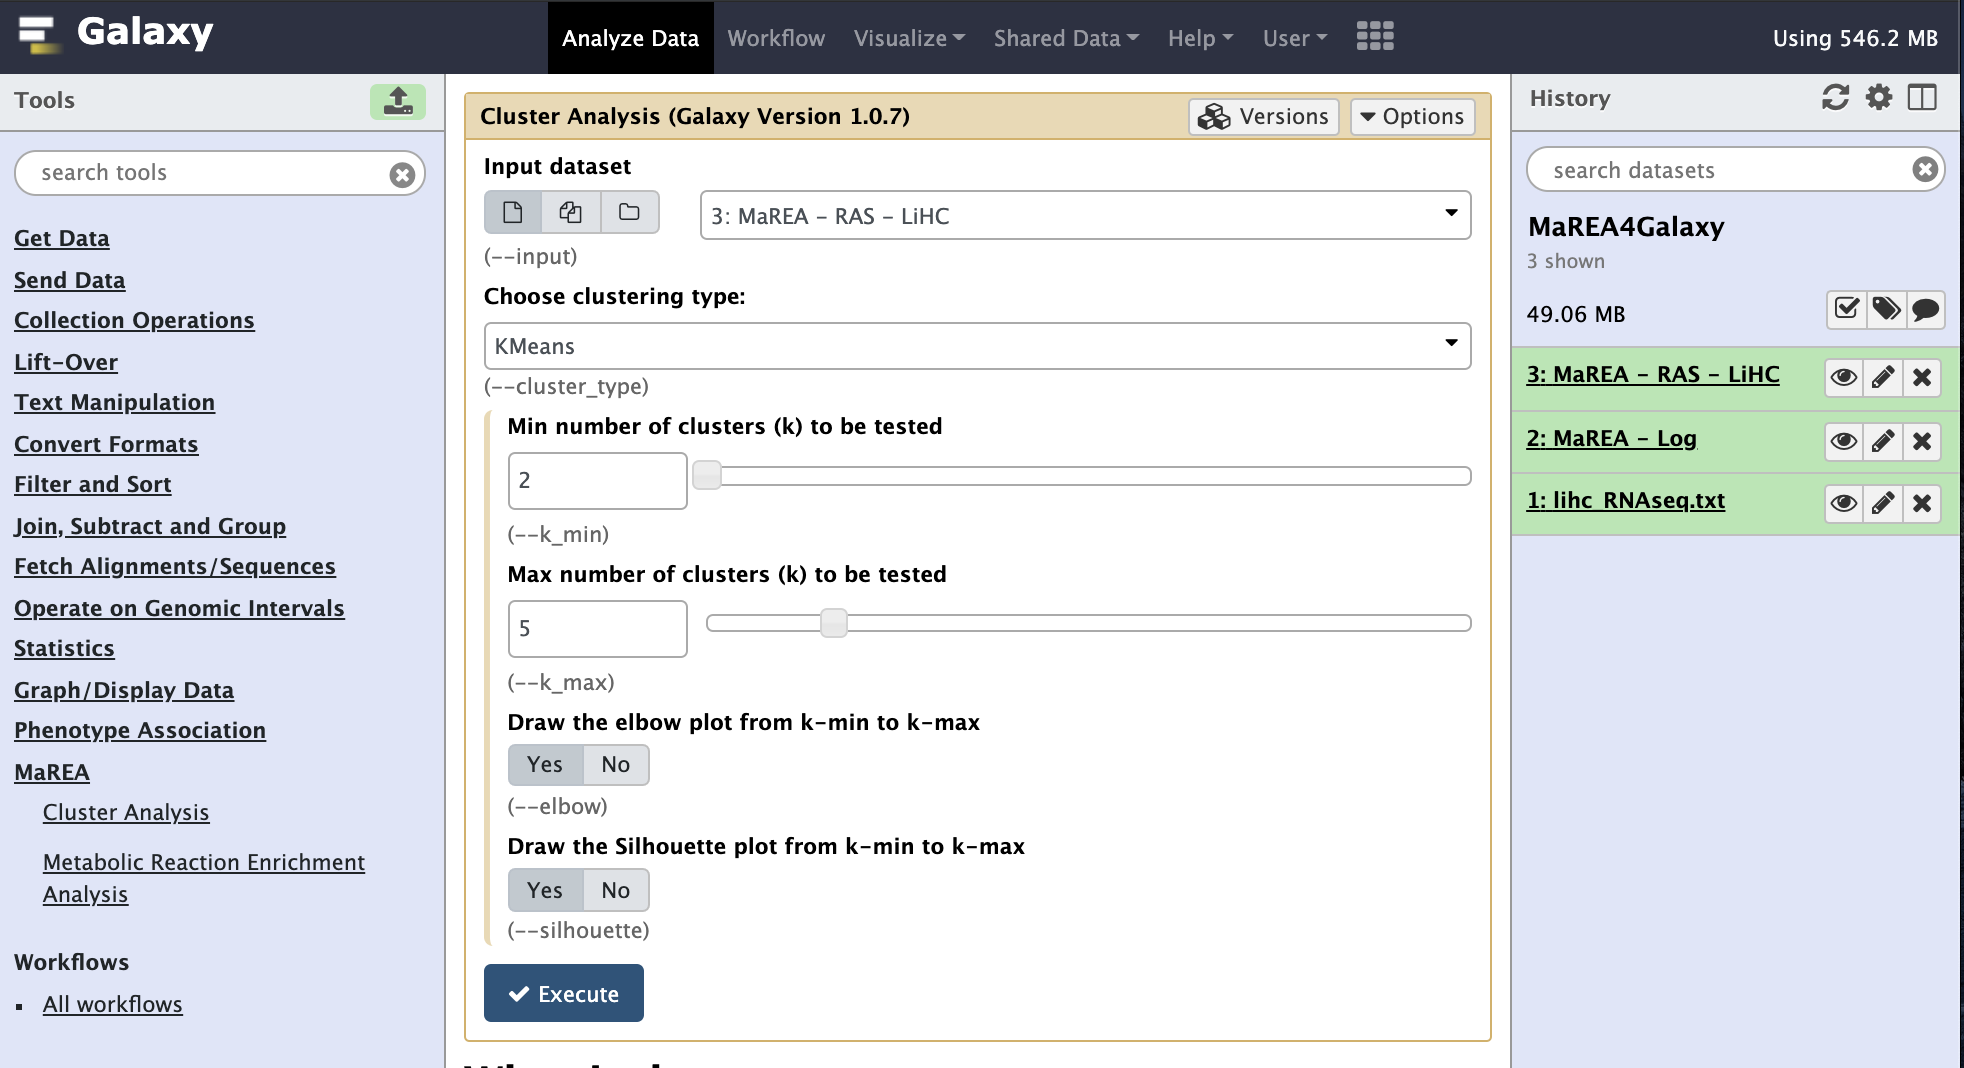 Galaxy
Analyze Data
Workflow
Visualize
Shared Data
Help
User
Using 546.2 MB
Tools
search tools
Get Data
Send Data
Collection Operations
Lift-Over
Text Manipulation
Convert Formats
Filter and Sort
Join, Subtract and Group
Fetch Alignments/Sequences
Operate on Genomic Intervals
Statistics
Graph/Display Data
Phenotype Association
MaREA
Cluster Analysis
Metabolic Reaction Enrichment
Analysis
Workflows
All workflows
Cluster Analysis (Galaxy Version 1.0.7)
Versions
Options
Input dataset
3: MaREA - RAS - LiHC
(--input)
Choose clustering type:
KMeans
(--cluster_type)
Min number of clusters (k) to be tested
2
(--k_min)
Max number of clusters (k) to be tested
5
(--k_max)
Draw the elbow plot from k-min to k-max
Yes No
(--elbow)
Draw the Silhouette plot from k-min to k-max
Yes No
(--silhouette)
Execute
History
search datasets
MaREA4Galaxy
3 shown
49.06 MB
3: MaREA - RAS - LiHC
2: MaREA - Log
1: lihc_RNAseq.txt